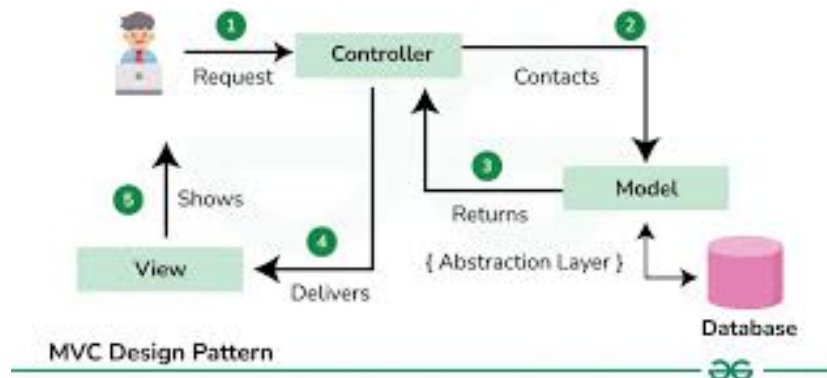 1
2
Controller
Request
Contacts
3
Model
5
Shows
Returns
4
View
{ Abstraction Layer }
Delivers
Database
MVC Design Pattern